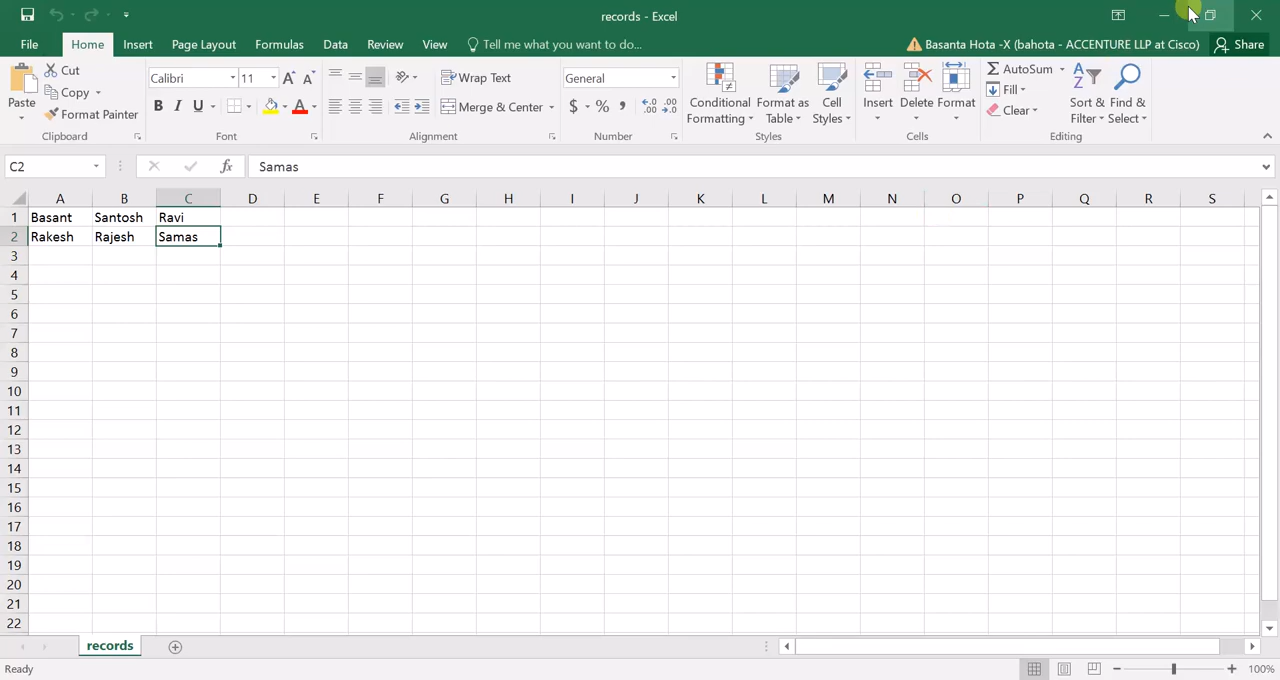 records - Excel
File Home Insert Page Layout Formulas Data Review View Tell me what you want to do... Basanta Hota -X (bahota - ACCENTURE LLP at Cisco) Share
Paste Cut Copy Format Painter Clipboard
Calibri 11 B I U A Font
Wrap Text Merge & Center Alignment
General $ % , .00 Number
Conditional Formatting Format as Table Cell Styles Styles
Insert Delete Format Cells
AutoSum Fill Clear Sort & Filter Find & Select Editing
C2 fx Samas
A B C D E F G H I J K L M N O P Q R S
1 Basant Santosh Ravi
2 Rakesh Rajesh Samas
3
4
5
6
7
8
9
10
11
12
13
14
15
16
17
18
19
20
21
22
records
Ready 100%